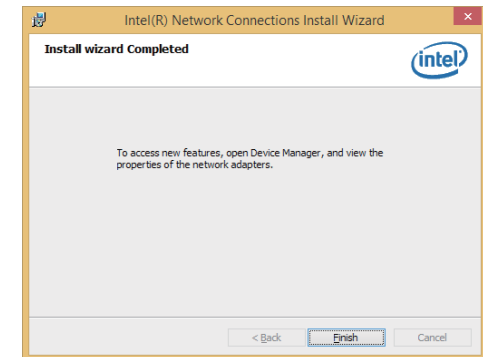 Intel(R) Network Connections Install Wizard
Install wizard Completed
intel
To access new features, open Device Manager, and view the
properties of the network adapters.
< Back
Finish
Cancel